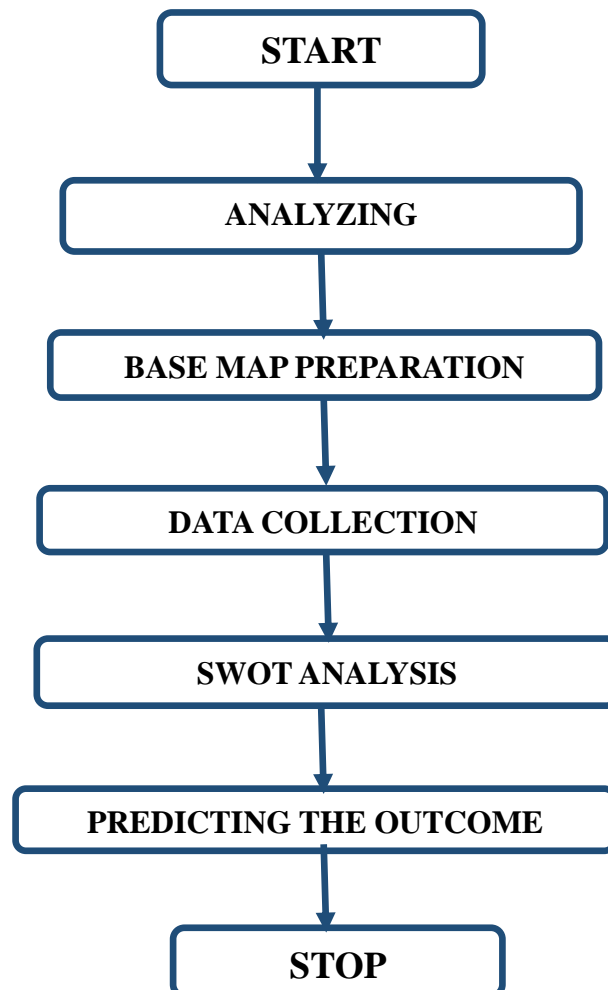 START
ANALYZING
BASE MAP PREPARATION
DATA COLLECTION
SWOT ANALYSIS
PREDICTING THE OUTCOME
STOP